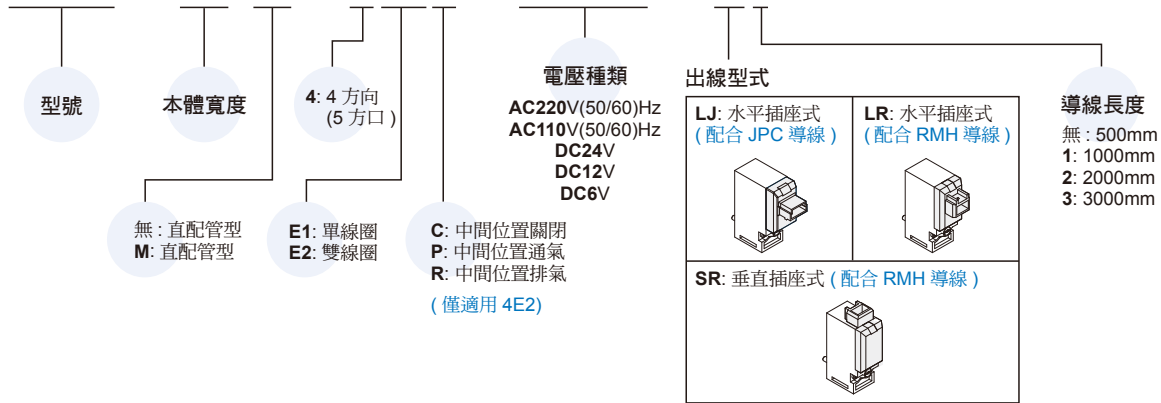 型號
本體寬度
無 : 直配管型
M: 直配管型
4: 4 方向
(5 方口 )
E1: 單線圈
E2: 雙線圈
C: 中間位置關閉
P: 中間位置通氣
R: 中間位置排氣
( 僅適用 4E2)
電壓種類
AC220V(50/60)Hz
AC110V(50/60)Hz
DC24V
DC12V
DC6V
出線型式
LJ: 水平插座式
( 配合 JPC 導線 )
LR: 水平插座式
( 配合 RMH 導線 )
SR: 垂直插座式 ( 配合 RMH 導線 )
導線長度
無 : 500mm
1: 1000mm
2: 2000mm
3: 3000mm